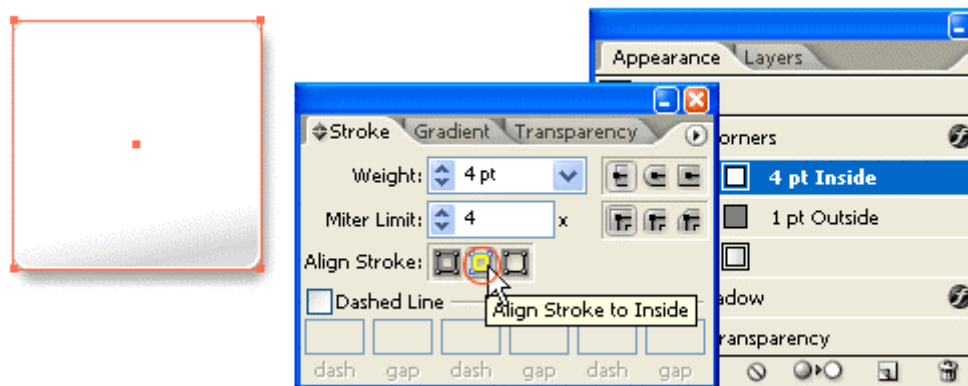 Appearance Layers
Stroke Gradient Transparency
orners
Weight: 4 pt
4 pt Inside
Miter Limit: 4 x
1 pt Outside
Align Stroke:
Dashed Line
Align Stroke to Inside
adow
ransparency
dash gap dash gap dash gap